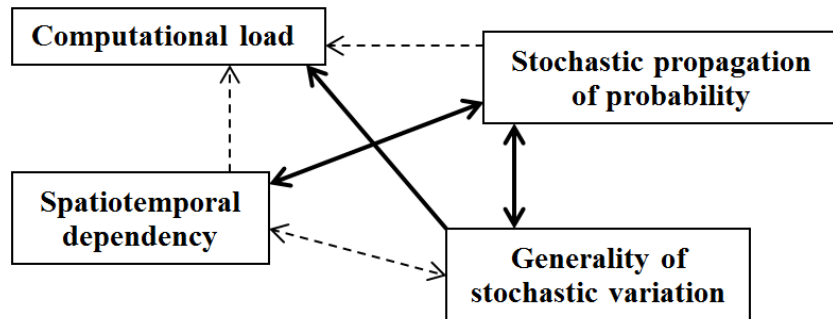 Computational load
Stochastic propagation
of probability
Spatiotemporal
dependency
Generality of
stochastic variation